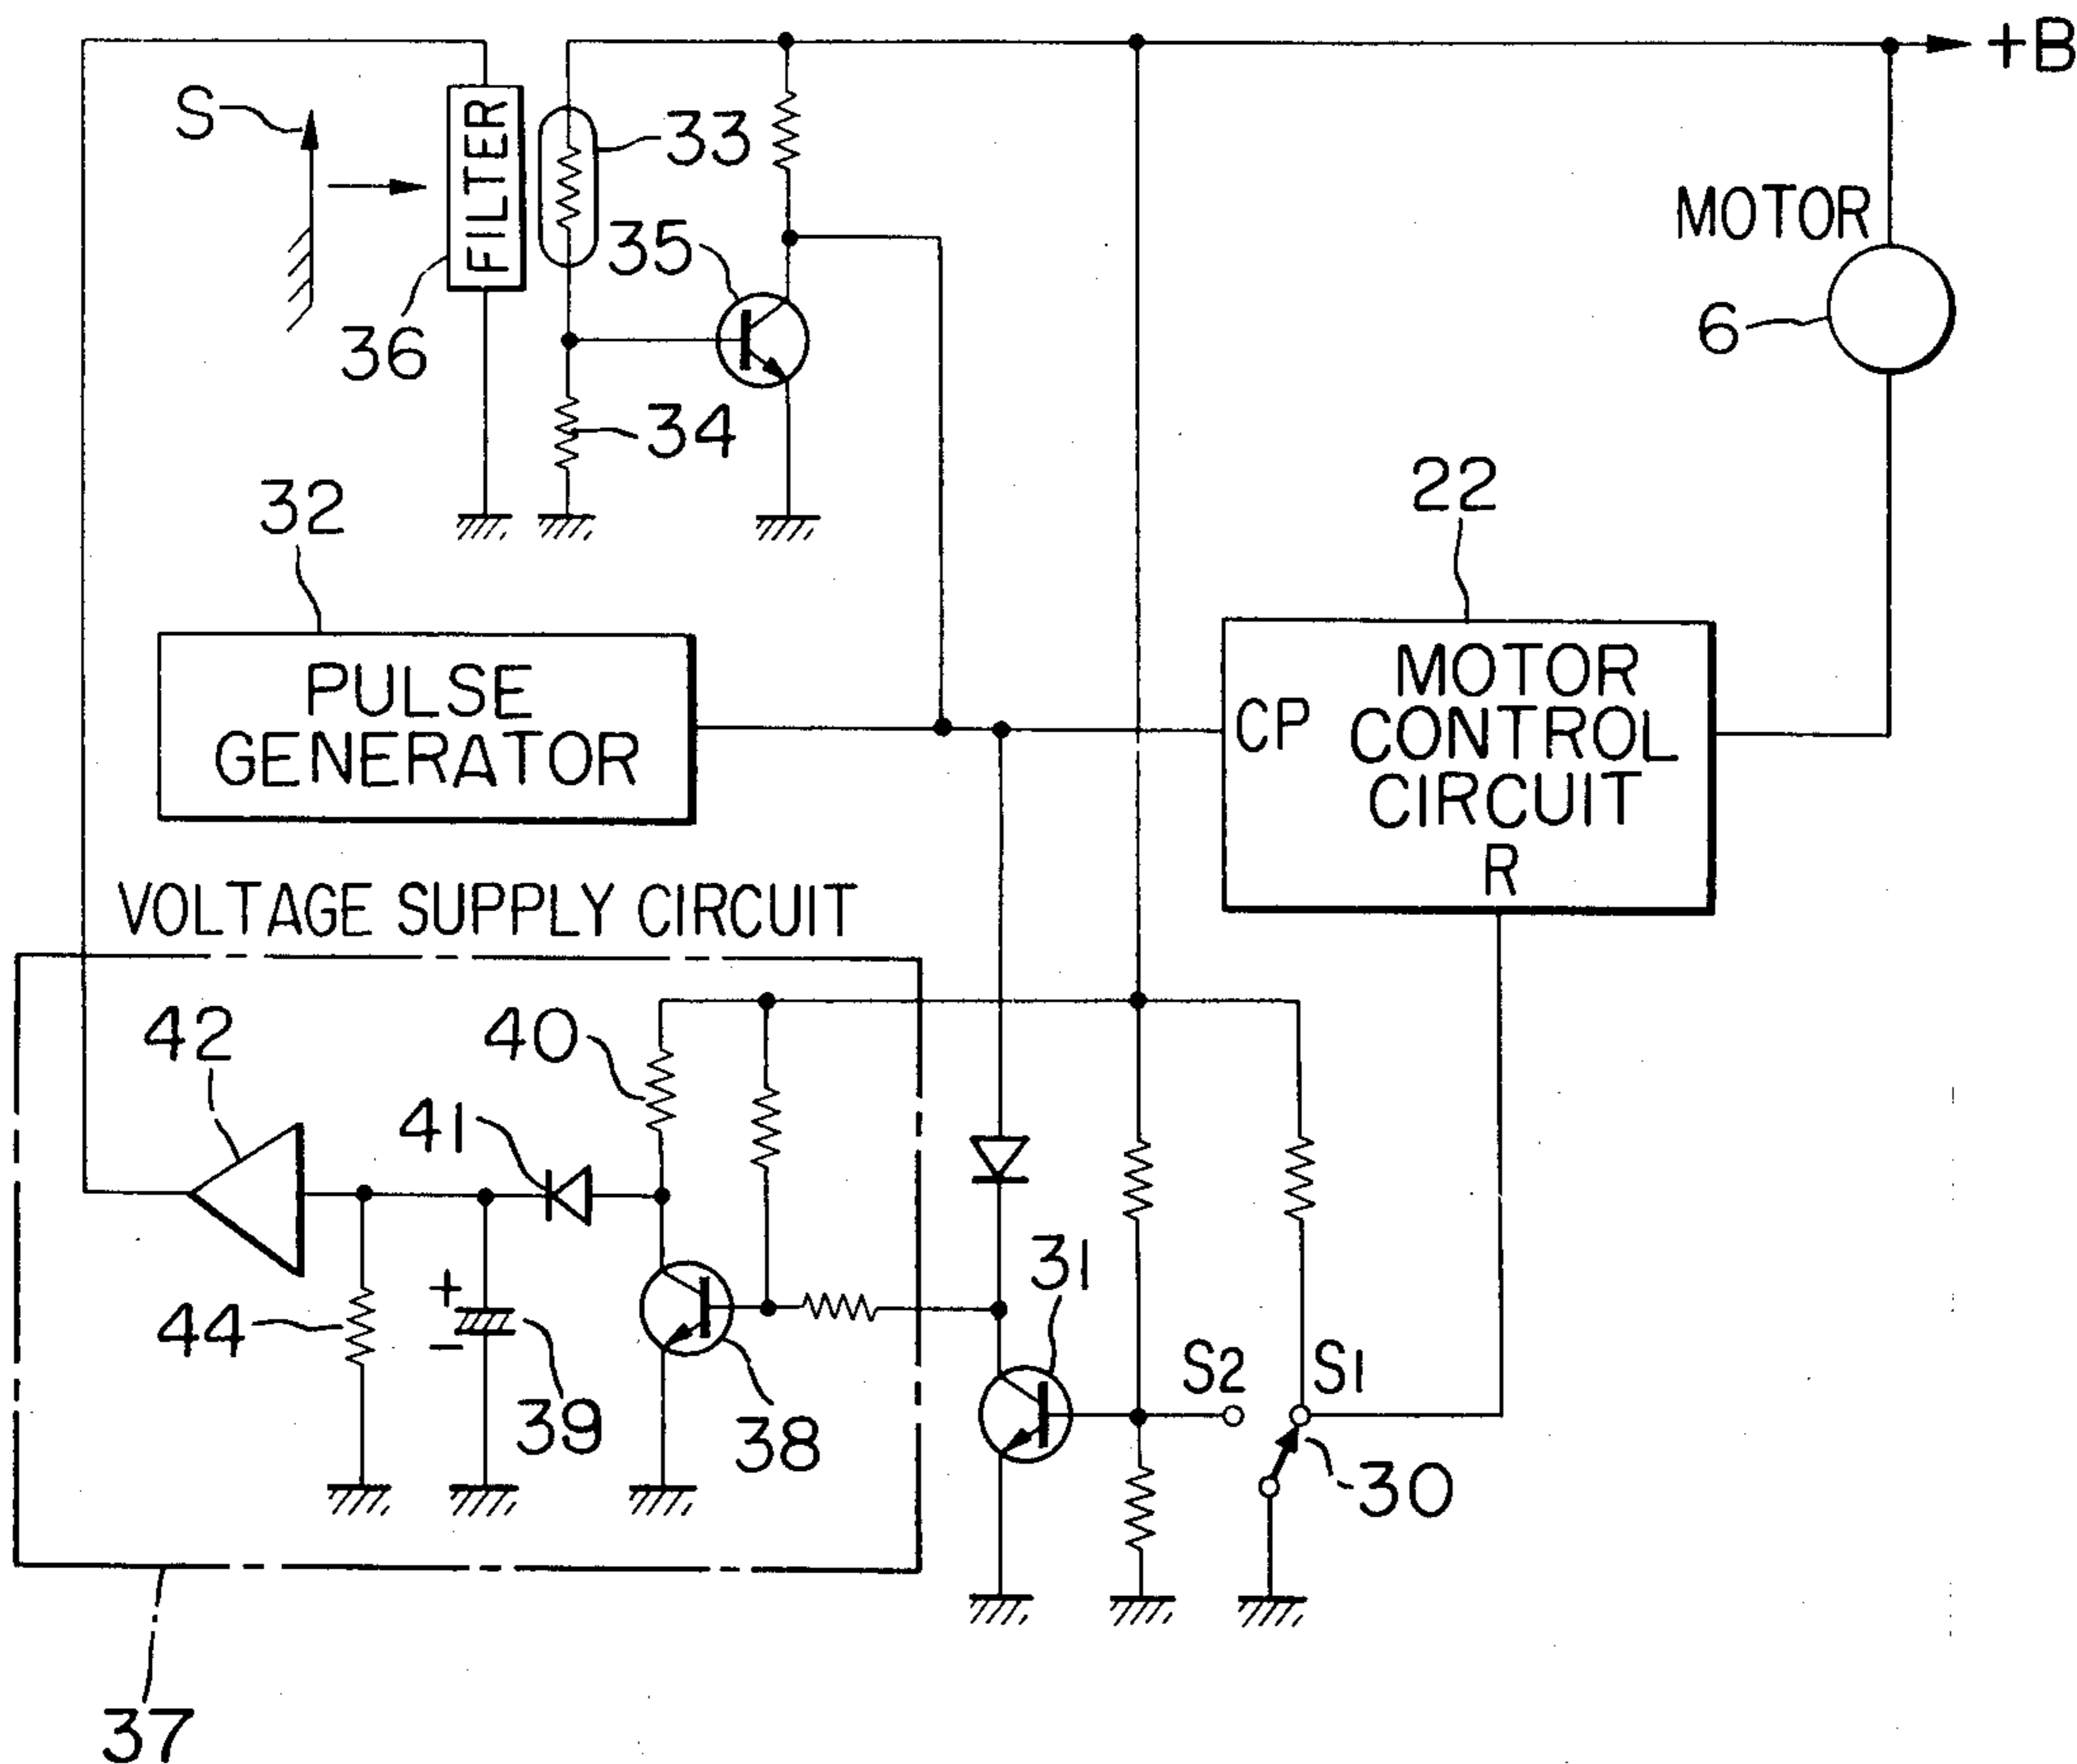 +B
S
FILTER
33
35
36
34
MOTOR
6
32
22
PULSE
GENERATOR
CP
MOTOR
CONTROL
CIRCUIT
R
VOLTAGE SUPPLY CIRCUIT
42
40
41
31
+
−
44
39
38
S2
S1
30
37